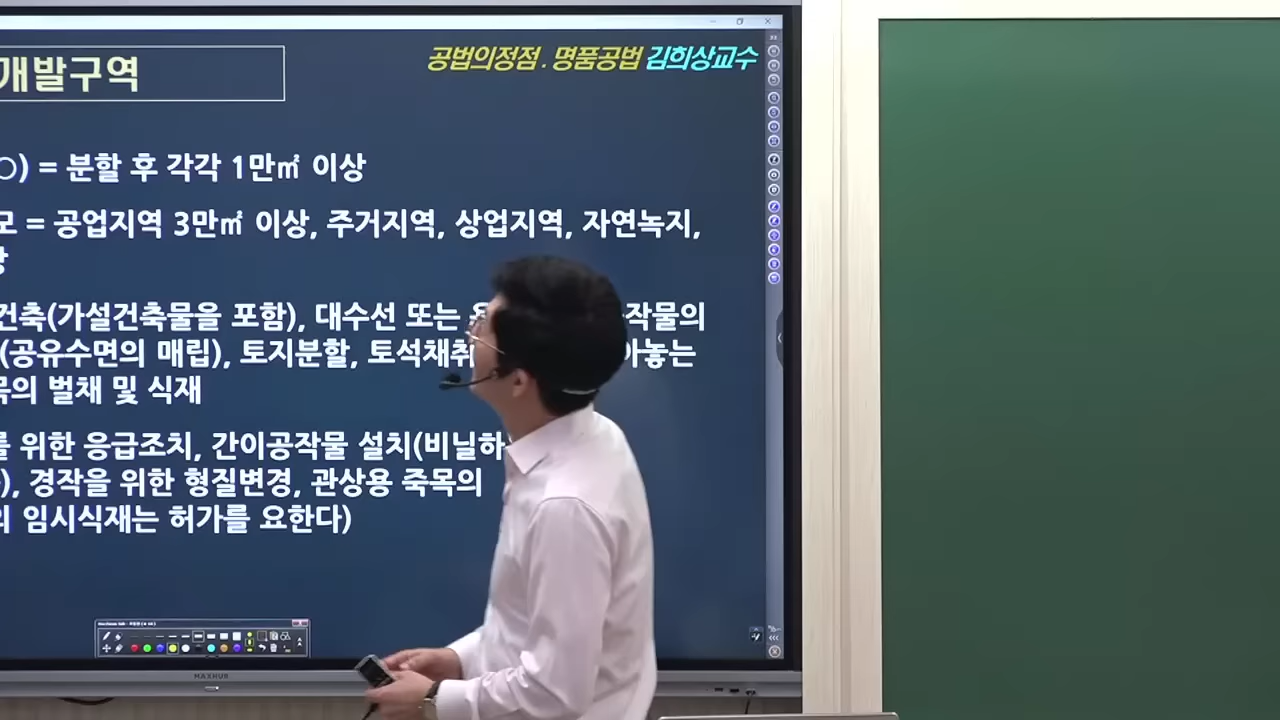 개발구역
공법의정점 . 명품공법 김희상교수
○) = 분할 후 각각 1만㎡ 이상
모 = 공업지역 3만㎡ 이상, 주거지역, 상업지역, 자연녹지,
건축(가설건축물을 포함), 대수선 또는 작물의
(공유수면의 매립), 토지분할, 토석채취 놓는
목의 벌채 및 식재
를 위한 응급조치, 간이공작물 설치(비닐하
), 경작을 위한 형질변경, 관상용 죽목의
의 임시식재는 허가를 요한다)
MAXHUB